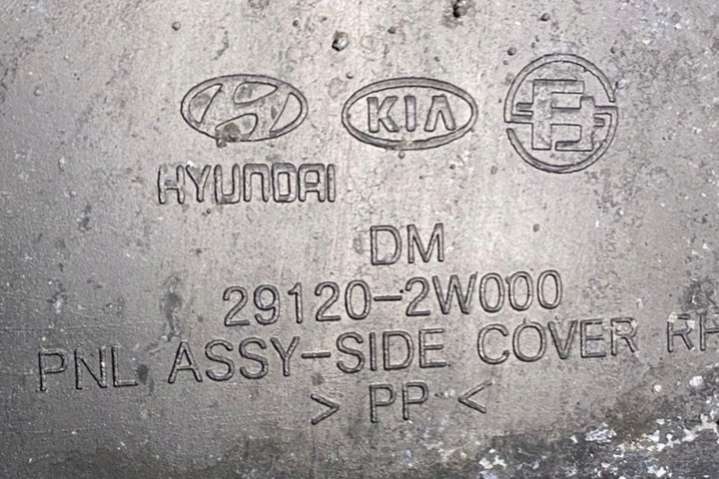 KIA
HYUNDAI
DM
29120-2W000
PNL ASSY-SIDE COVER RH
> PP <